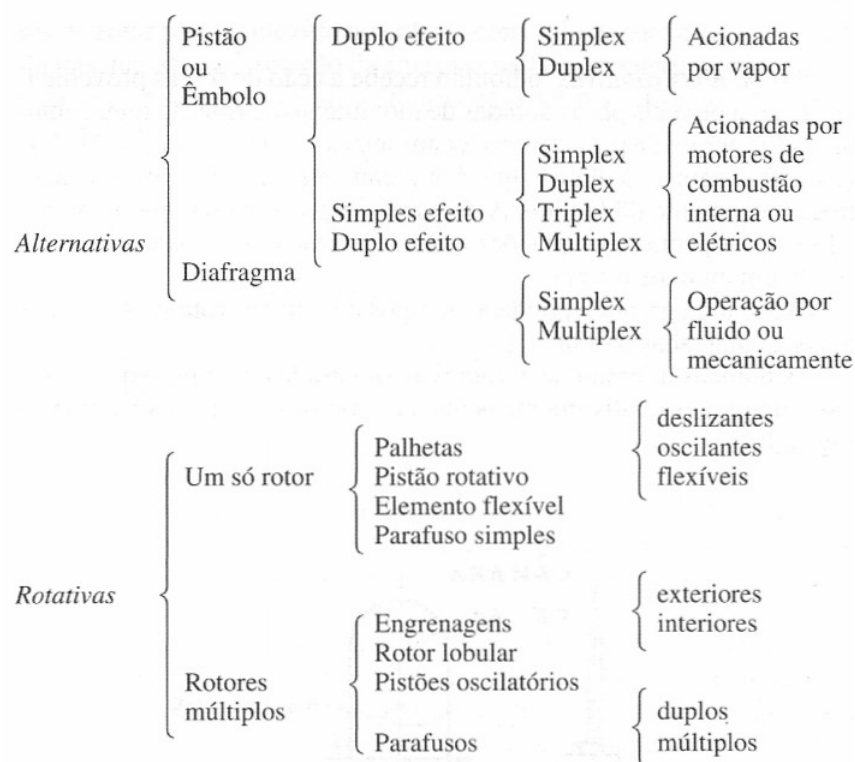 Pistão
ou
Êmbolo
Duplo efeito
Simplex
Duplex
Acionadas
por vapor
Alternativas
Simples efeito
Duplo efeito
Simplex
Duplex
Triplex
Multiplex
Acionadas por
motores de
combustão
interna ou
elétricos
Diafragma
Simplex
Multiplex
Operação por
fluido ou
mecanicamente
Rotativas
Um só rotor
Palhetas
Pistão rotativo
Elemento flexível
Parafuso simples
deslizantes
oscilantes
flexíveis
Rotores
múltiplos
Engrenagens
Rotor lobular
Pistões oscilatórios
Parafusos
exteriores
interiores
duplos
múltiplos